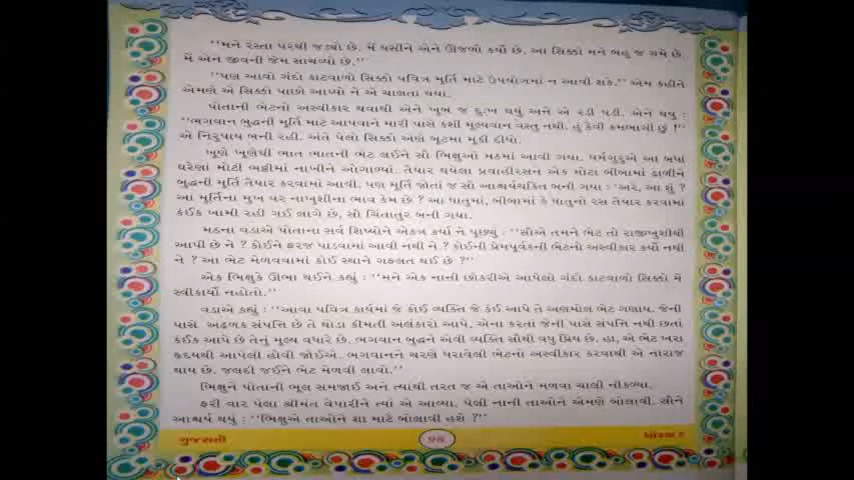 “મને રસ્તા પરથી જડ્યો છે. મેં ઘસીને એને ઊજળો કર્યો છે. આ સિક્કો મને બહુ જ ગમે છે.
મેં એને જીવની જેમ સાચવ્યો છે.”
“પણ આવો ગંદો કાટવાળો સિક્કો પવિત્ર મૂર્તિ માટે ઉપયોગમાં ન આવી શકે.” એમ કહીને
એમણે એ સિક્કો પાછો આપ્યો ને એ ચાલતા થયા.
પોતાની ભેટનો અસ્વીકાર થવાથી એને ખૂબ જ દુઃખ થયું અને એ રડી પડી. એને થયું :
“ભગવાન બુદ્ધની મૂર્તિ માટે આપવાને મારી પાસે કશી મૂલ્યવાન વસ્તુ નથી. હું કેવી કમભાગી છું !”
એ નિરુપાય બની રહી. અંતે પેલો સિક્કો એણે બૂટમાં મૂકી દીધો.
ખૂણે ખૂણેથી ભાત ભાતની ભેટ લઈને સૌ ભિક્ષુઓ મઠમાં આવી ગયા. ધર્મગુરુએ આ બધાં
ઘરેણાં મોટી ભઠ્ઠીમાં નાખીને ઓગાળ્યાં. તૈયાર થયેલા પ્રવાહીરસને એક મોટા બીબામાં ઢાળીને
બુદ્ધની મૂર્તિ તૈયાર કરવામાં આવી. પણ મૂર્તિ જોતાં જ સૌ આશ્ચર્યચકિત બની ગયા : ‘અરે, આ શું ?
આ મૂર્તિના મુખ પર નાખુશીના ભાવ કેમ છે ? આ ધાતુમાં, બીબામાં કે ધાતુનો રસ તૈયાર કરવામાં
કંઈક ખામી રહી ગઈ લાગે છે, સૌ ચિંતાતુર બની ગયા.
મઠના વડાએ પોતાના સર્વ શિષ્યોને એકત્ર કર્યા ને પૂછ્યું : “સૌએ તમને ભેટ તો રાજીખુશીથી
આપી છે ને ? કોઈને ફરજ પાડવામાં આવી નથી ને ? કોઈની પ્રેમપૂર્વકની ભેટનો અસ્વીકાર કર્યો નથી
ને ? આ ભેટ મેળવવામાં કોઈ સ્થાને ગફલત થઈ છે ?”
એક ભિક્ષુકે ઊભા થઈને કહ્યું : “મને એક નાની છોકરીએ આપેલો ગંદો કાટવાળો સિક્કો મેં
સ્વીકાર્યો નહોતો.”
વડાએ કહ્યું : “આવા પવિત્ર કાર્યમાં જે કોઈ વ્યક્તિ જે કંઈ આપે તે અણમોલ ભેટ ગણાય. જેની
પાસે અઢળક સંપત્તિ છે તે થોડા કીમતી અલંકારો આપે. એના કરતાં જેની પાસે સંપત્તિ નથી છતાં
કંઈક આપે છે તેનું મૂલ્ય વધારે છે. ભગવાન બુદ્ધને એવી વ્યક્તિ સૌથી વધુ પ્રિય છે. હા, એ ભેટ ખરા
હૃદયથી આપેલી હોવી જોઈએ. ભગવાનને ચરણે ધરાવેલી ભેટનો અસ્વીકાર કરવાથી એ નારાજ
થાય છે. જલદી જઈને ભેટ મેળવી લાવો.”
ભિક્ષુને પોતાની ભૂલ સમજાઈ અને ત્યાંથી તરત જ એ તાઓને મળવા ચાલી નીકળ્યા.
ફરી વાર પેલા શ્રીમંત વેપારીને ત્યાં એ આવ્યા. પેલી નાની તાઓને એમણે બોલાવી. સૌને
આશ્ચર્ય થયું : “ભિક્ષુએ તાઓને શા માટે બોલાવી હશે ?”
ગુજરાતી